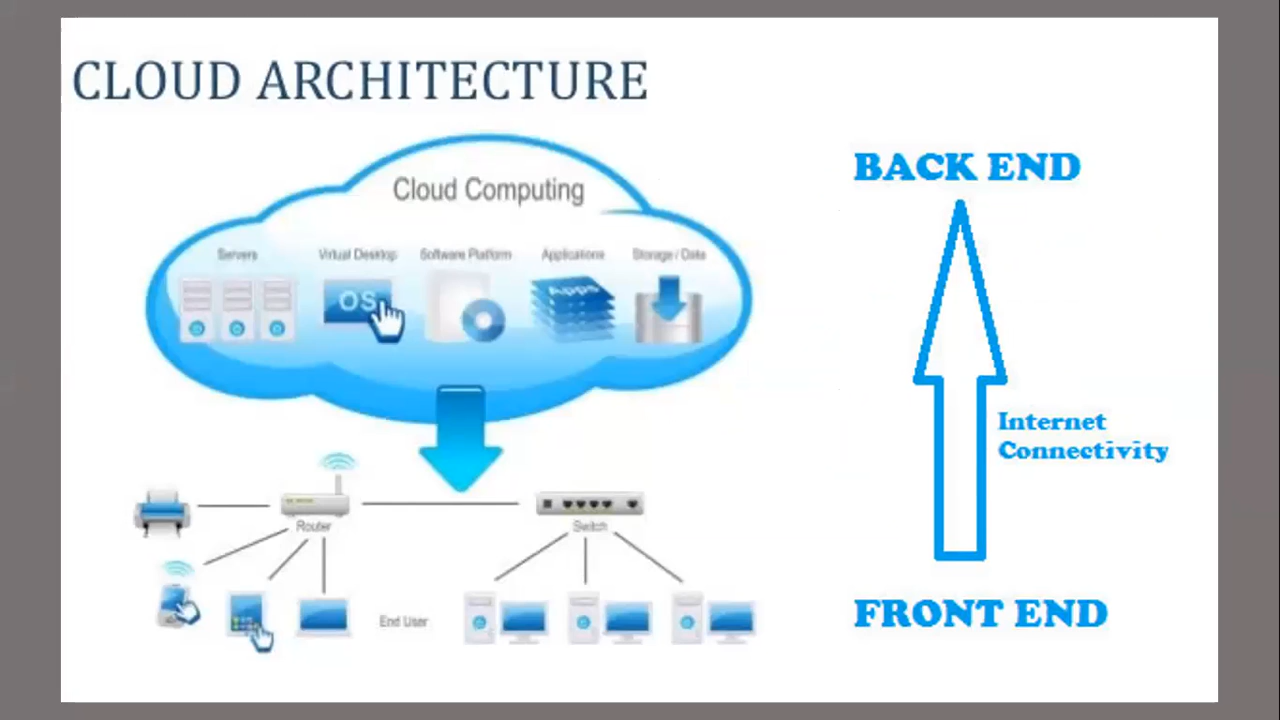 CLOUD ARCHITECTURE
Cloud Computing
Servers
Virtual Desktop
Software Platform
Applications
Storage / Data
OS
Apps
Router
Switch
End User
BACK END
Internet
Connectivity
FRONT END